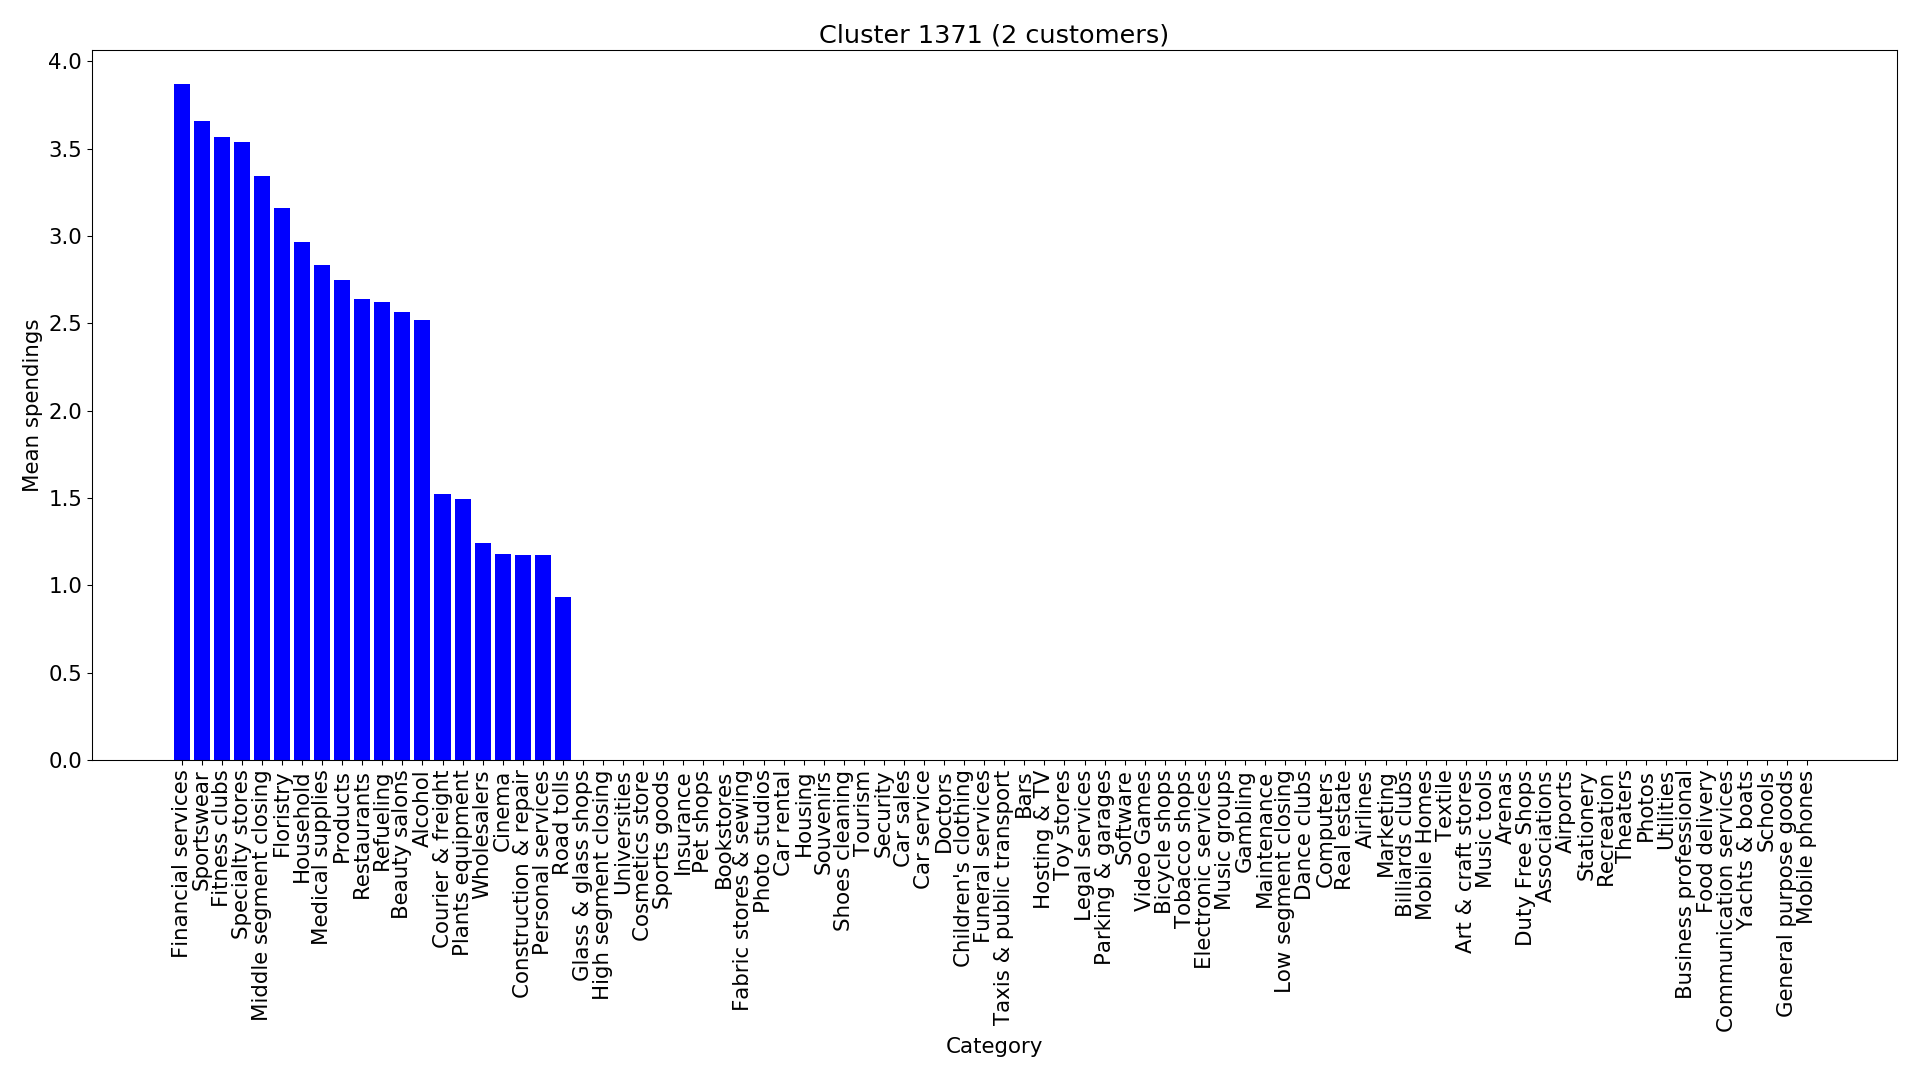 Cluster 1371 (2 customers)
4.0
3.5
3.0
2.5
2.0
1.5
1.0
0.5
0.0
Mean spendings
Financial services
Sportswear
Fitness clubs
Specialty stores
Middle segment closing
Floristry
Household
Medical supplies
Products
Restaurants
Refueling
Beauty salons
Alcohol
Courier & freight
Plants equipment
Wholesalers
Cinema
Construction & repair
Personal services
Road tolls
Glass & glass shops
High segment closing
Universities
Cosmetics store
Sports goods
Insurance
Pet shops
Bookstores
Fabric stores & sewing
Photo studios
Car rental
Housing
Souvenirs
Shoes cleaning
Tourism
Security
Car sales
Car service
Doctors
Children's clothing
Funeral services
Taxis & public transport
Bars
Hosting & TV
Toy stores
Legal services
Parking & garages
Software
Video Games
Bicycle shops
Tobacco shops
Electronic services
Music groups
Gambling
Maintenance
Low segment closing
Dance clubs
Computers
Real estate
Airlines
Marketing
Billiards clubs
Mobile Homes
Textile
Art & craft stores
Music tools
Arenas
Duty Free Shops
Associations
Airports
Stationery
Recreation
Theaters
Photos
Utilities
Business professional
Food delivery
Communication services
Yachts & boats
Schools
General purpose goods
Mobile phones
Category